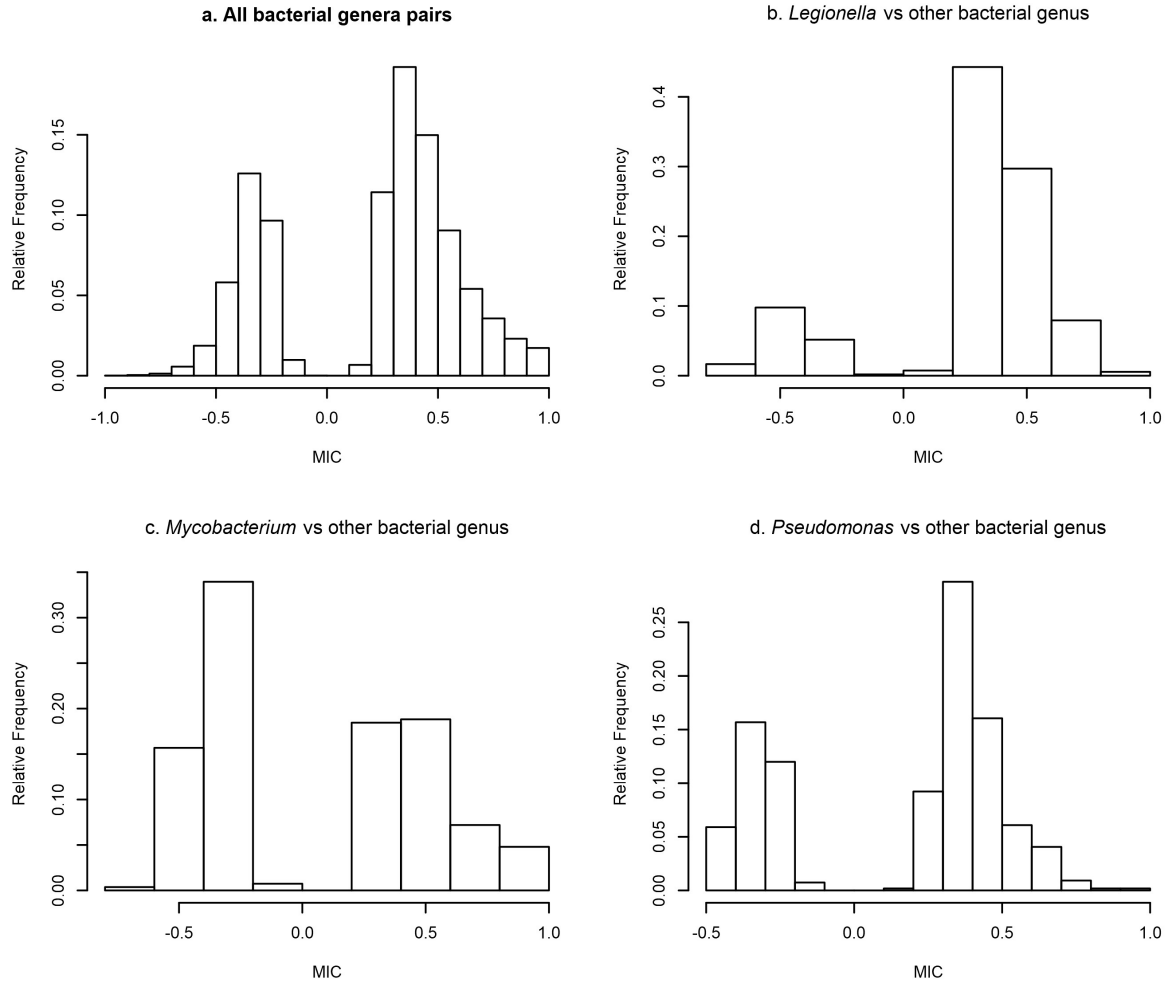 a. All bacterial genera pairs
Relative Frequency
0.00 0.05 0.10 0.15
-1.0 -0.5 0.0 0.5 1.0
MIC
b. Legionella vs other bacterial genus
Relative Frequency
0.0 0.1 0.2 0.3 0.4
-0.5 0.0 0.5 1.0
MIC
c. Mycobacterium vs other bacterial genus
Relative Frequency
0.00 0.10 0.20 0.30
-0.5 0.0 0.5 1.0
MIC
d. Pseudomonas vs other bacterial genus
Relative Frequency
0.00 0.05 0.10 0.15 0.20 0.25
-0.5 0.0 0.5 1.0
MIC